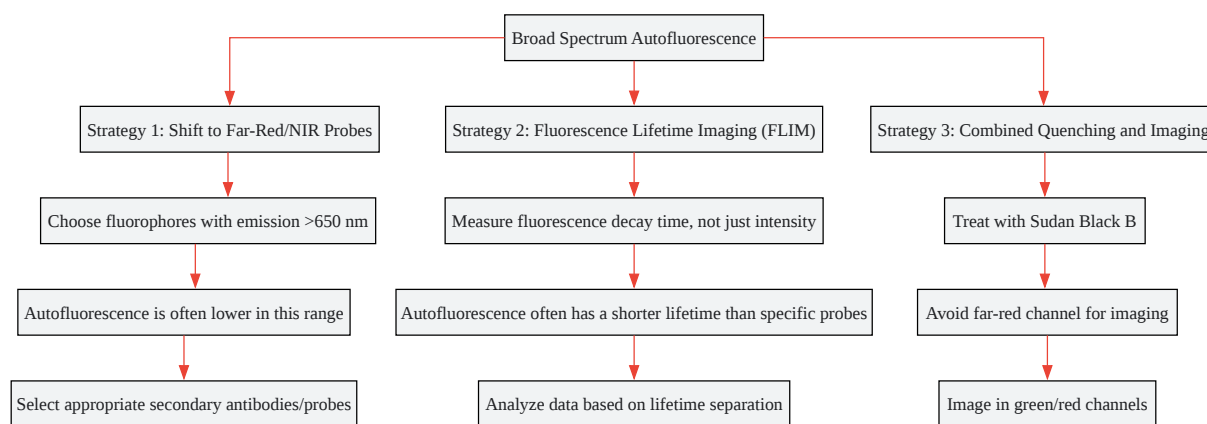 Broad Spectrum Autofluorescence
Strategy 1: Shift to Far-Red/NIR Probes
Strategy 2: Fluorescence Lifetime Imaging (FLIM)
Strategy 3: Combined Quenching and Imaging
Choose fluorophores with emission >650 nm
Measure fluorescence decay time, not just intensity
Treat with Sudan Black B
Autofluorescence is often lower in this range
Autofluorescence often has a shorter lifetime than specific probes
Avoid far-red channel for imaging
Select appropriate secondary antibodies/probes
Analyze data based on lifetime separation
Image in green/red channels